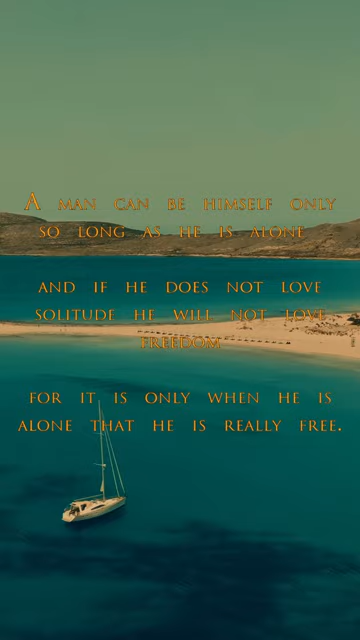 A MAN CAN BE HIMSELF ONLY
SO LONG AS HE IS ALONE
AND IF HE DOES NOT LOVE
SOLITUDE HE WILL NOT LOVE
FREEDOM
FOR IT IS ONLY WHEN HE IS
ALONE THAT HE IS REALLY FREE.